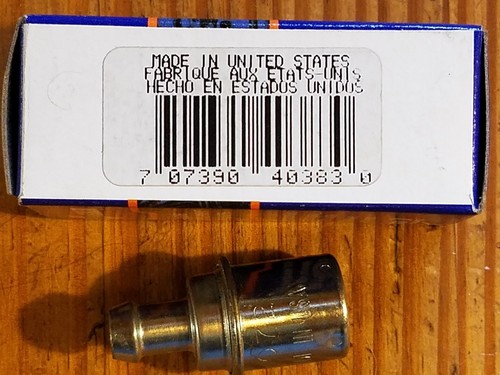 MADE IN UNITED STATES
FABRIQUE AUX ETATS-UNIS
HECHO EN ESTADOS UNIDOS
7 07390 40383 0